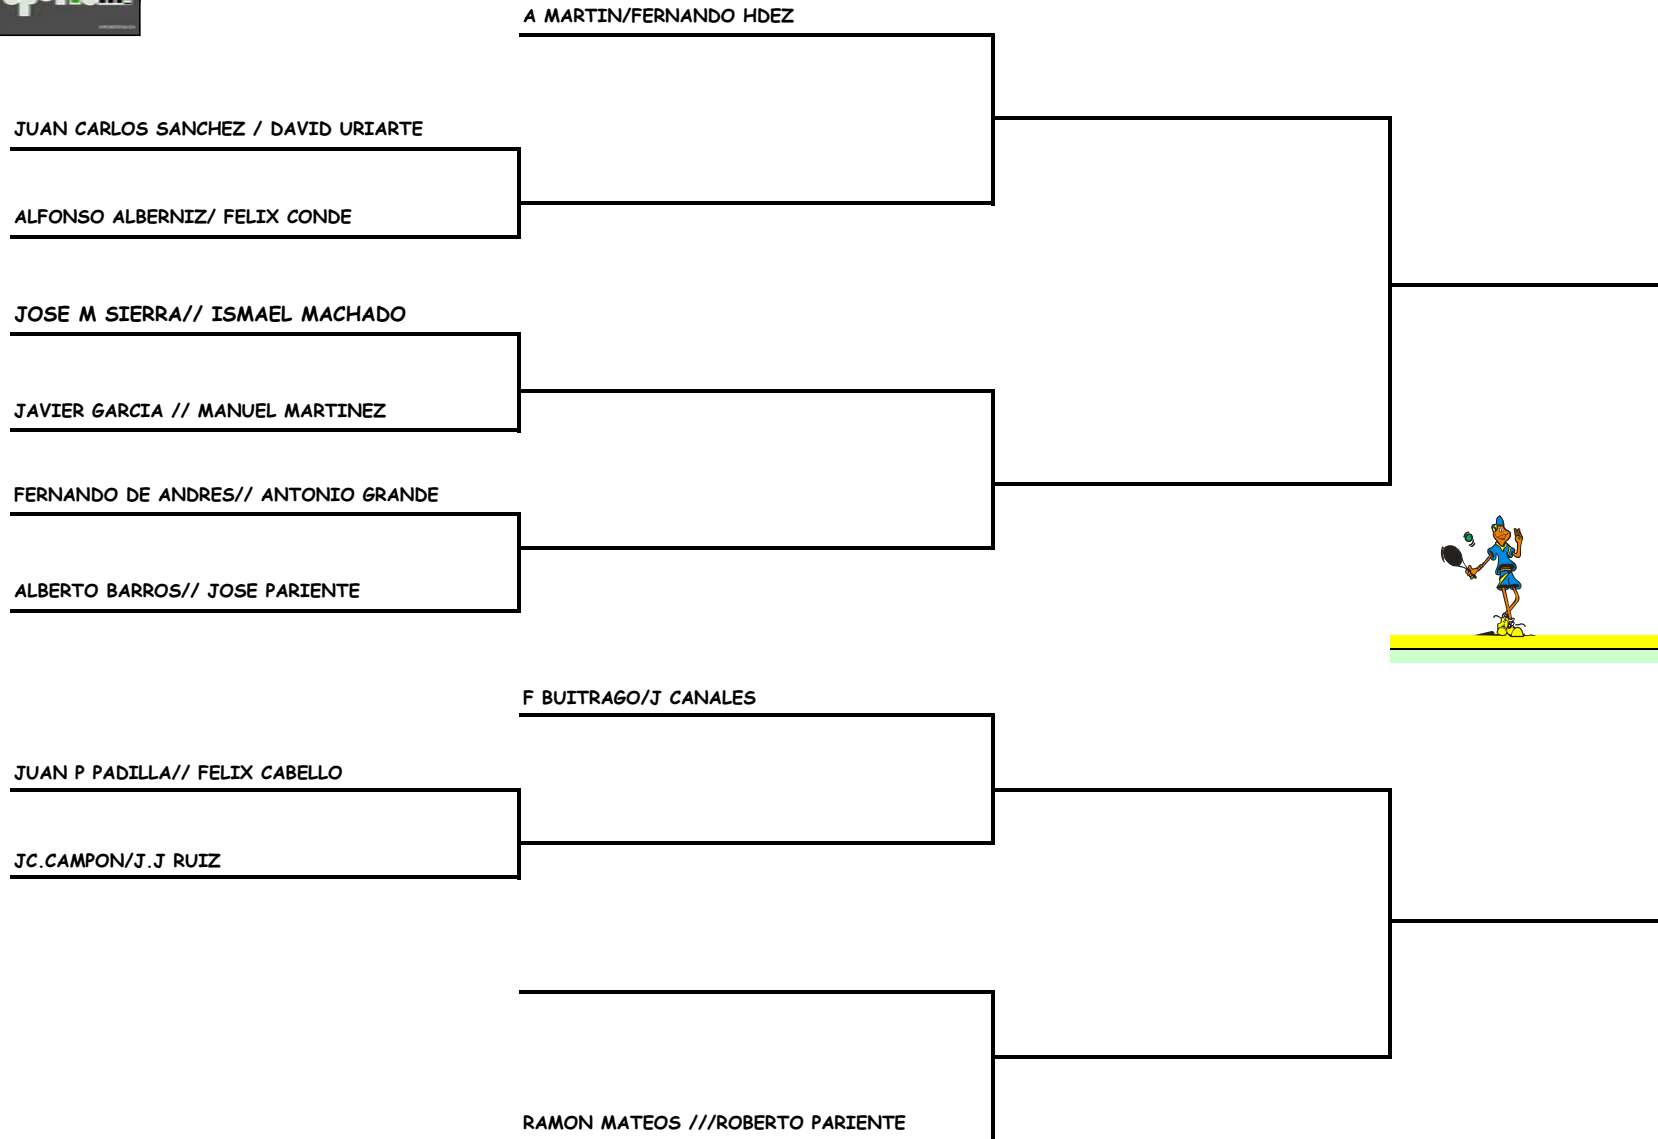 A MARTIN/FERNANDO HDEZ
JUAN CARLOS SANCHEZ / DAVID URIARTE
ALFONSO ALBERNIZ/ FELIX CONDE
JOSE M SIERRA// ISMAEL MACHADO
JAVIER GARCIA // MANUEL MARTINEZ
FERNANDO DE ANDRES// ANTONIO GRANDE
ALBERTO BARROS// JOSE PARIENTE
F BUITRAGO/J CANALES
JUAN P PADILLA// FELIX CABELLO
JC.CAMPON/J.J RUIZ
RAMON MATEOS ///ROBERTO PARIENTE